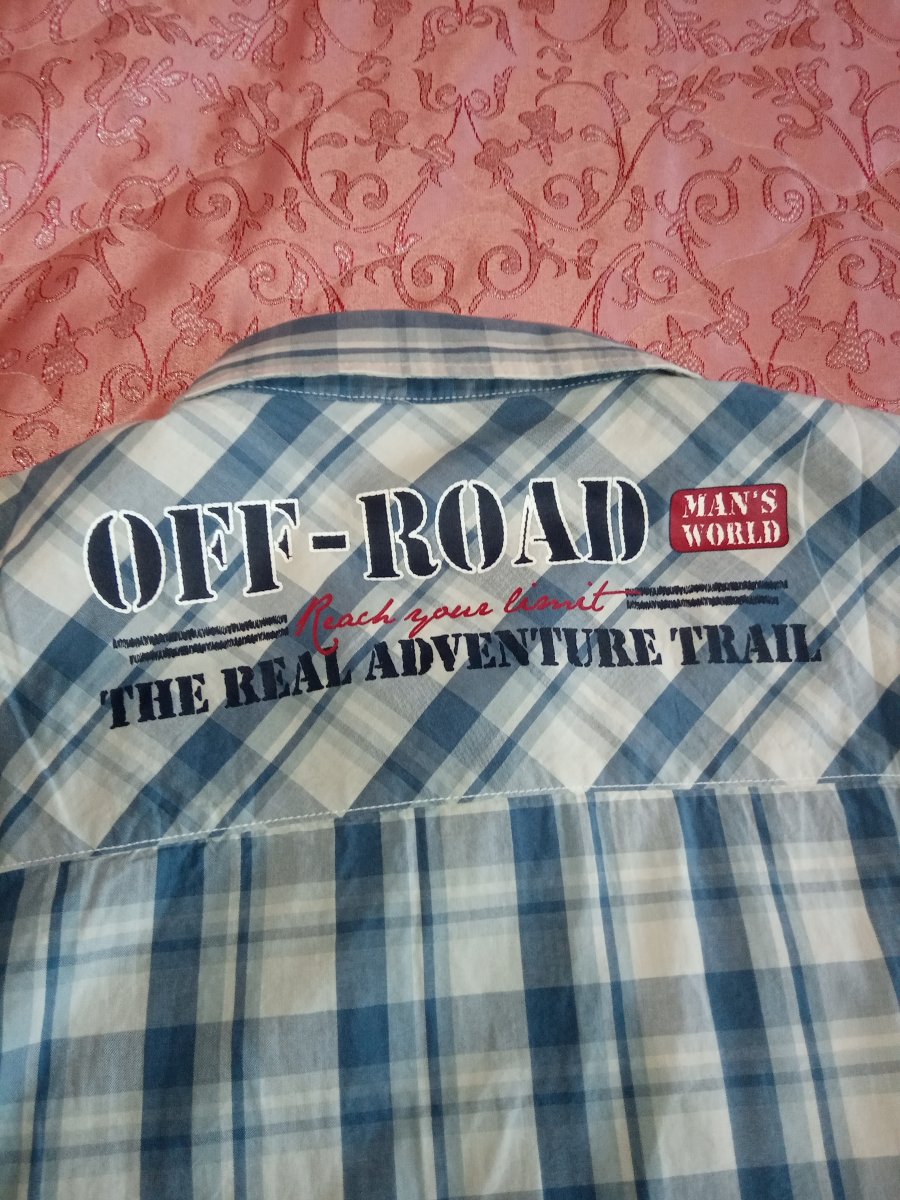 OFF-ROAD
MAN'S
WORLD
Reach your limit
THE REAL ADVENTURE TRAIL